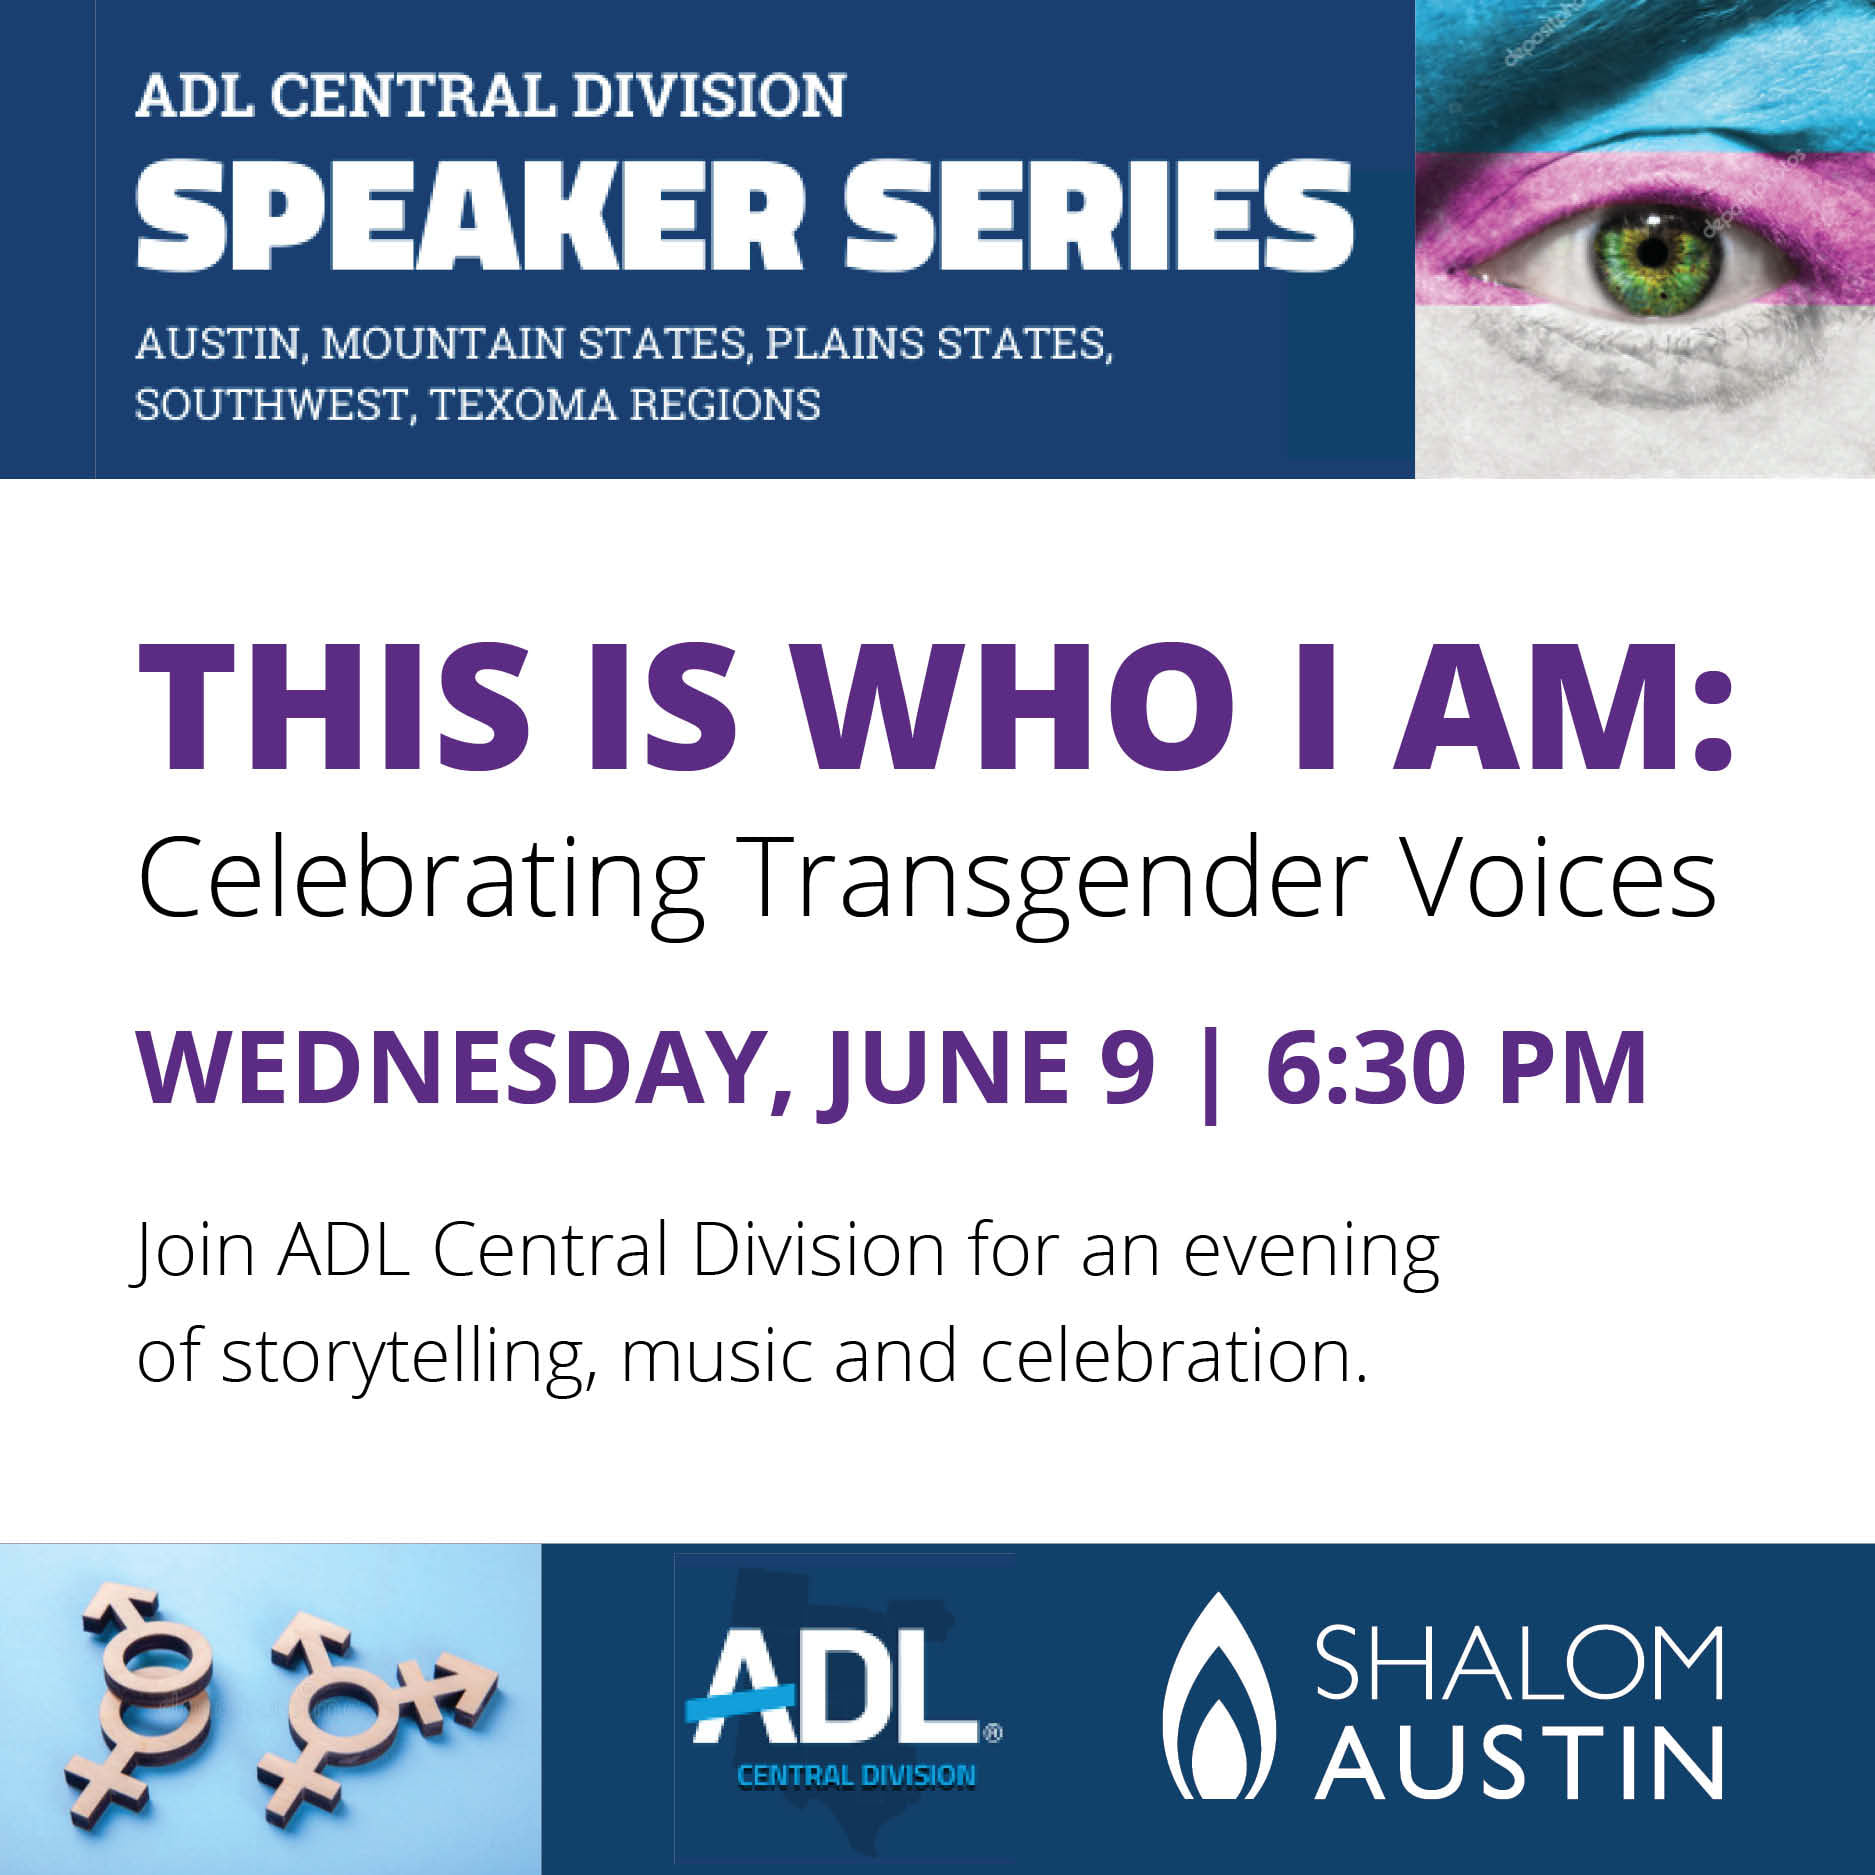 ADL CENTRAL DIVISION
SPEAKER SERIES
AUSTIN, MOUNTAIN STATES, PLAINS STATES,
SOUTHWEST, TEXOMA REGIONS
depositphotos
THIS IS WHO I AM:
Celebrating Transgender Voices
WEDNESDAY, JUNE 9 | 6:30 PM
Join ADL Central Division for an evening
of storytelling, music and celebration.
ADL®
CENTRAL DIVISION
SHALOM
AUSTIN